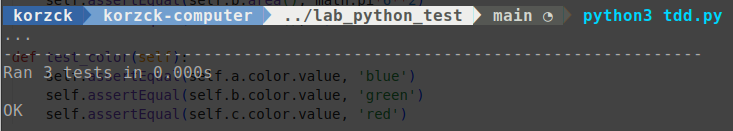 self.assertEqual(self.b.area(), math.pi*6**2)
korzck korzck-computer ../lab_python_test main python3 tdd.py
...
----------------------------------------------------------------------
def test_color(self):
Ran 3 tests in 0.000s
self.assertEqual(self.a.color.value, 'blue')
self.assertEqual(self.b.color.value, 'green')
OK
self.assertEqual(self.c.color.value, 'red')